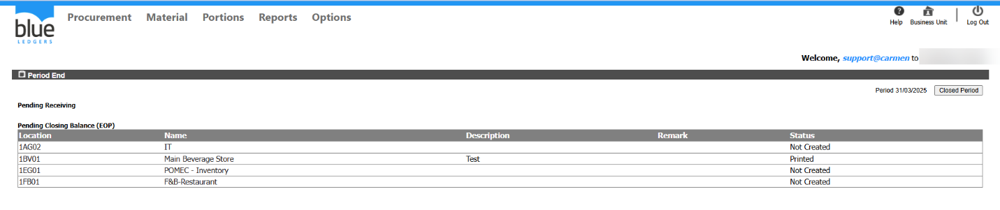 blue
LEDGERS
Procurement Material Portions Reports Options
Help Business Unit Log Out
Welcome, support@carmen to
Period End
Period 31/03/2025 Closed Period
Pending Receiving
Pending Closing Balance (EOP)
Location Name Description Remark Status
1AG02 IT Not Created
1BV01 Main Beverage Store Test Printed
1EG01 POMEC - Inventory Not Created
1FB01 F&B-Restaurant Not Created